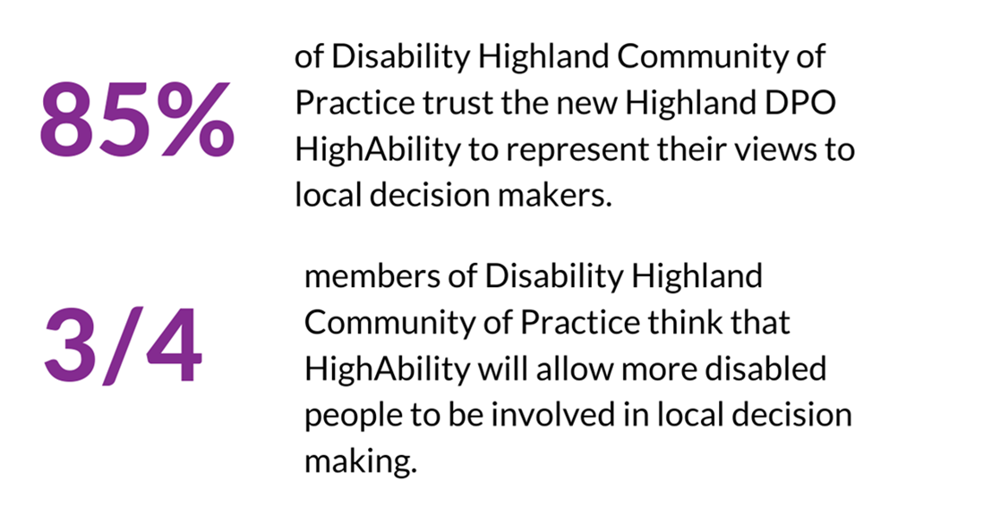 85%
of Disability Highland Community of
Practice trust the new Highland DPO
HighAbility to represent their views to
local decision makers.
3/4
members of Disability Highland
Community of Practice think that
HighAbility will allow more disabled
people to be involved in local decision
making.